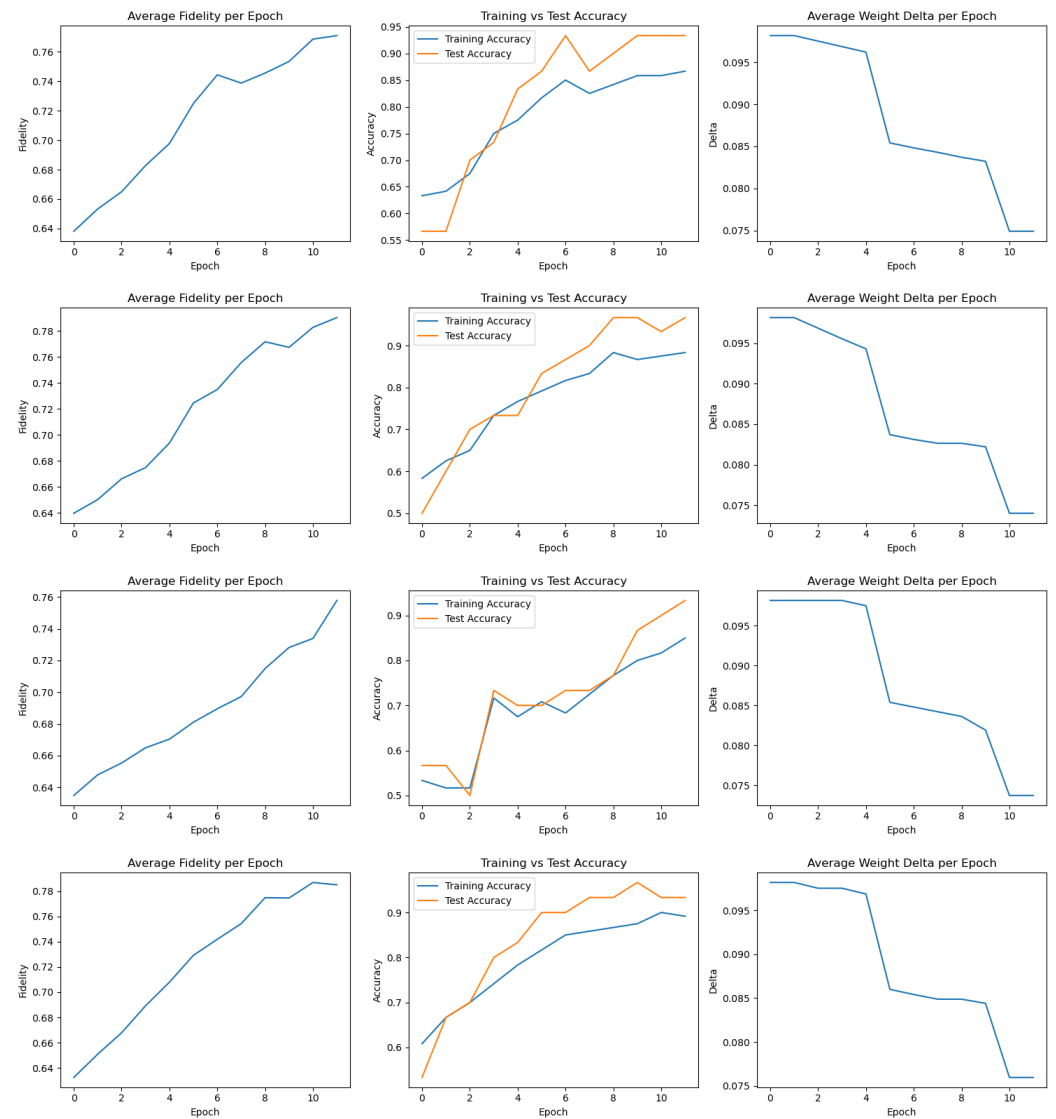 Average Fidelity per Epoch
Fidelity
0.76
0.74
0.72
0.70
0.68
0.66
0.64
0 2 4 6 8 10
Epoch
Training vs Test Accuracy
Training Accuracy
Test Accuracy
Accuracy
0.95
0.90
0.85
0.80
0.75
0.70
0.65
0.60
0.55
0 2 4 6 8 10
Epoch
Average Weight Delta per Epoch
Delta
0.095
0.090
0.085
0.080
0.075
0 2 4 6 8 10
Epoch
Average Fidelity per Epoch
Fidelity
0.78
0.76
0.74
0.72
0.70
0.68
0.66
0.64
0 2 4 6 8 10
Epoch
Training vs Test Accuracy
Training Accuracy
Test Accuracy
Accuracy
0.9
0.8
0.7
0.6
0.5
0 2 4 6 8 10
Epoch
Average Weight Delta per Epoch
Delta
0.095
0.090
0.085
0.080
0.075
0 2 4 6 8 10
Epoch
Average Fidelity per Epoch
Fidelity
0.76
0.74
0.72
0.70
0.68
0.66
0.64
0 2 4 6 8 10
Epoch
Training vs Test Accuracy
Training Accuracy
Test Accuracy
Accuracy
0.9
0.8
0.7
0.6
0.5
0 2 4 6 8 10
Epoch
Average Weight Delta per Epoch
Delta
0.095
0.090
0.085
0.080
0.075
0 2 4 6 8 10
Epoch
Average Fidelity per Epoch
Fidelity
0.78
0.76
0.74
0.72
0.70
0.68
0.66
0.64
0 2 4 6 8 10
Epoch
Training vs Test Accuracy
Training Accuracy
Test Accuracy
Accuracy
0.9
0.8
0.7
0.6
0 2 4 6 8 10
Epoch
Average Weight Delta per Epoch
Delta
0.095
0.090
0.085
0.080
0.075
0 2 4 6 8 10
Epoch